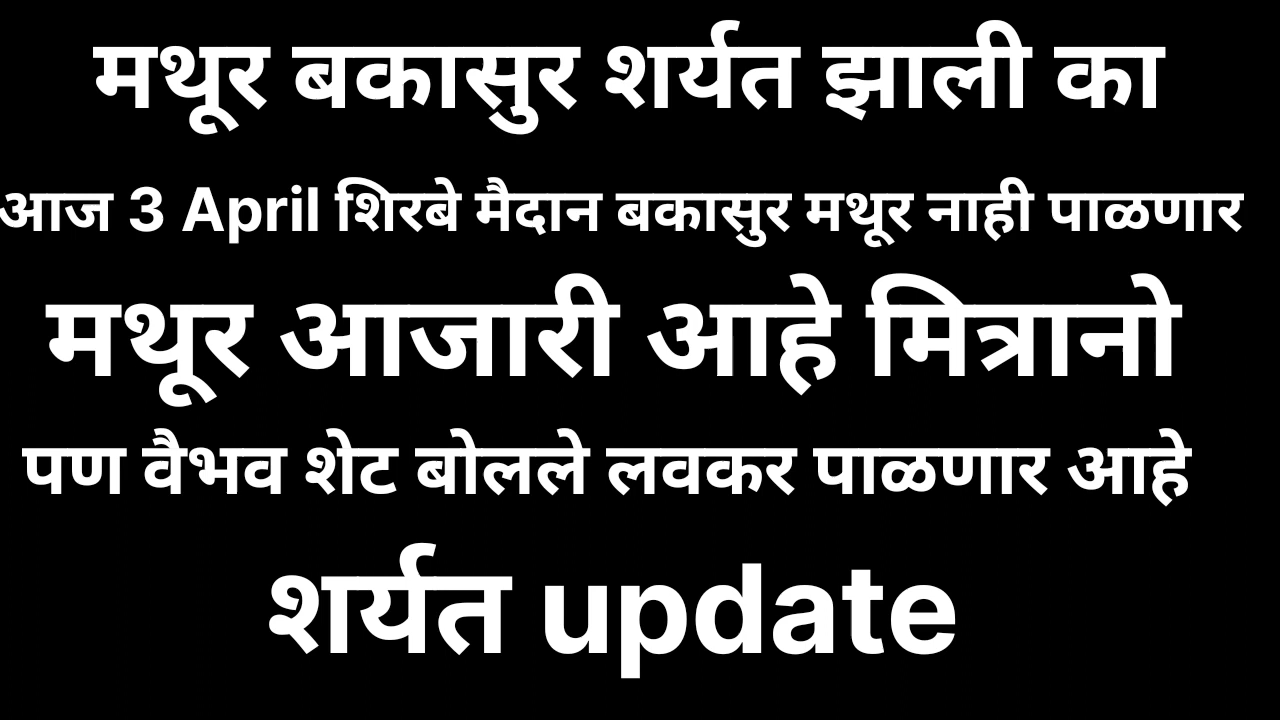 मथूर बकासुर शर्यत झाली का
आज 3 April शिरबे मैदान बकासुर मथूर नाही पाळणार
मथूर आजारी आहे मित्रानो
पण वैभव शेट बोलले लवकर पाळणार आहे
शर्यत update